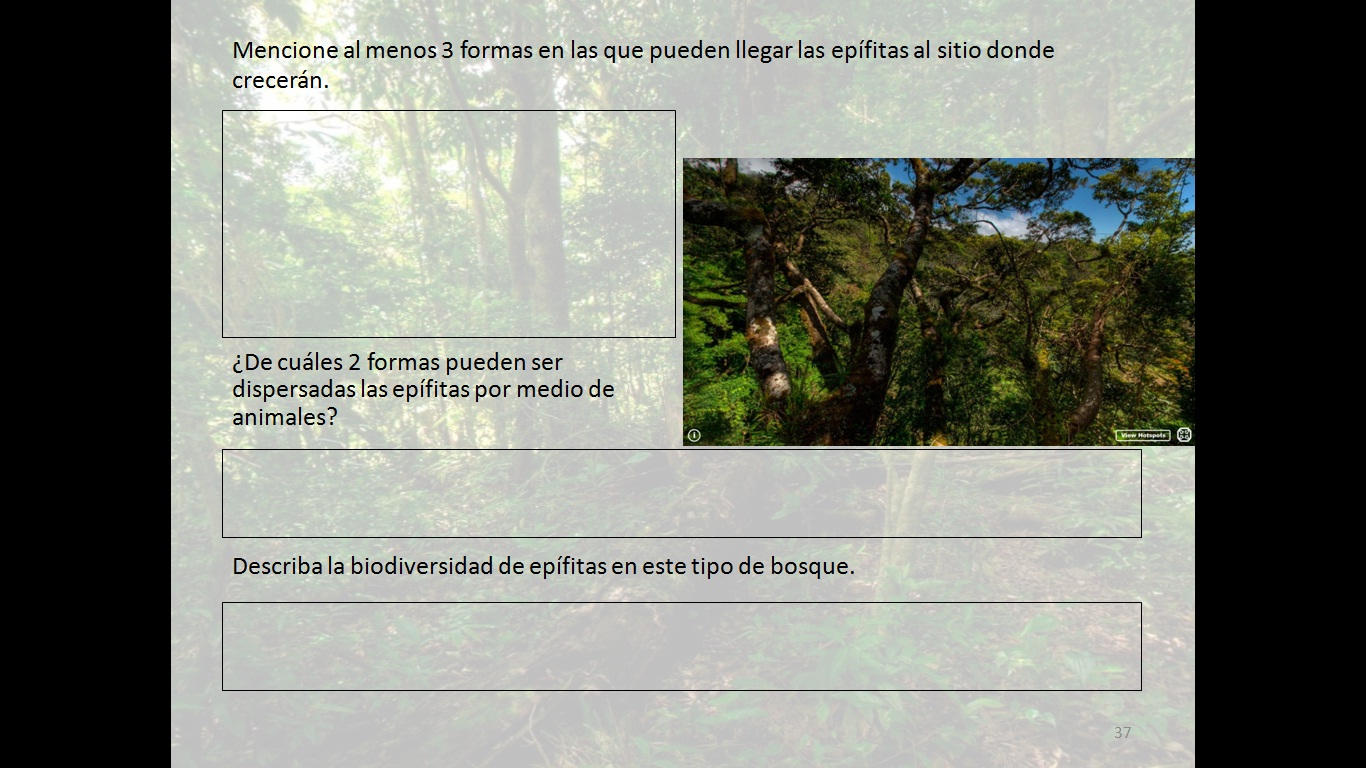 Mencione al menos 3 formas en las que pueden llegar las epífitas al sitio donde
crecerán.
¿De cuáles 2 formas pueden ser
dispersadas las epífitas por medio de
animales?
i
View Hotspots
Describa la biodiversidad de epífitas en este tipo de bosque.
37